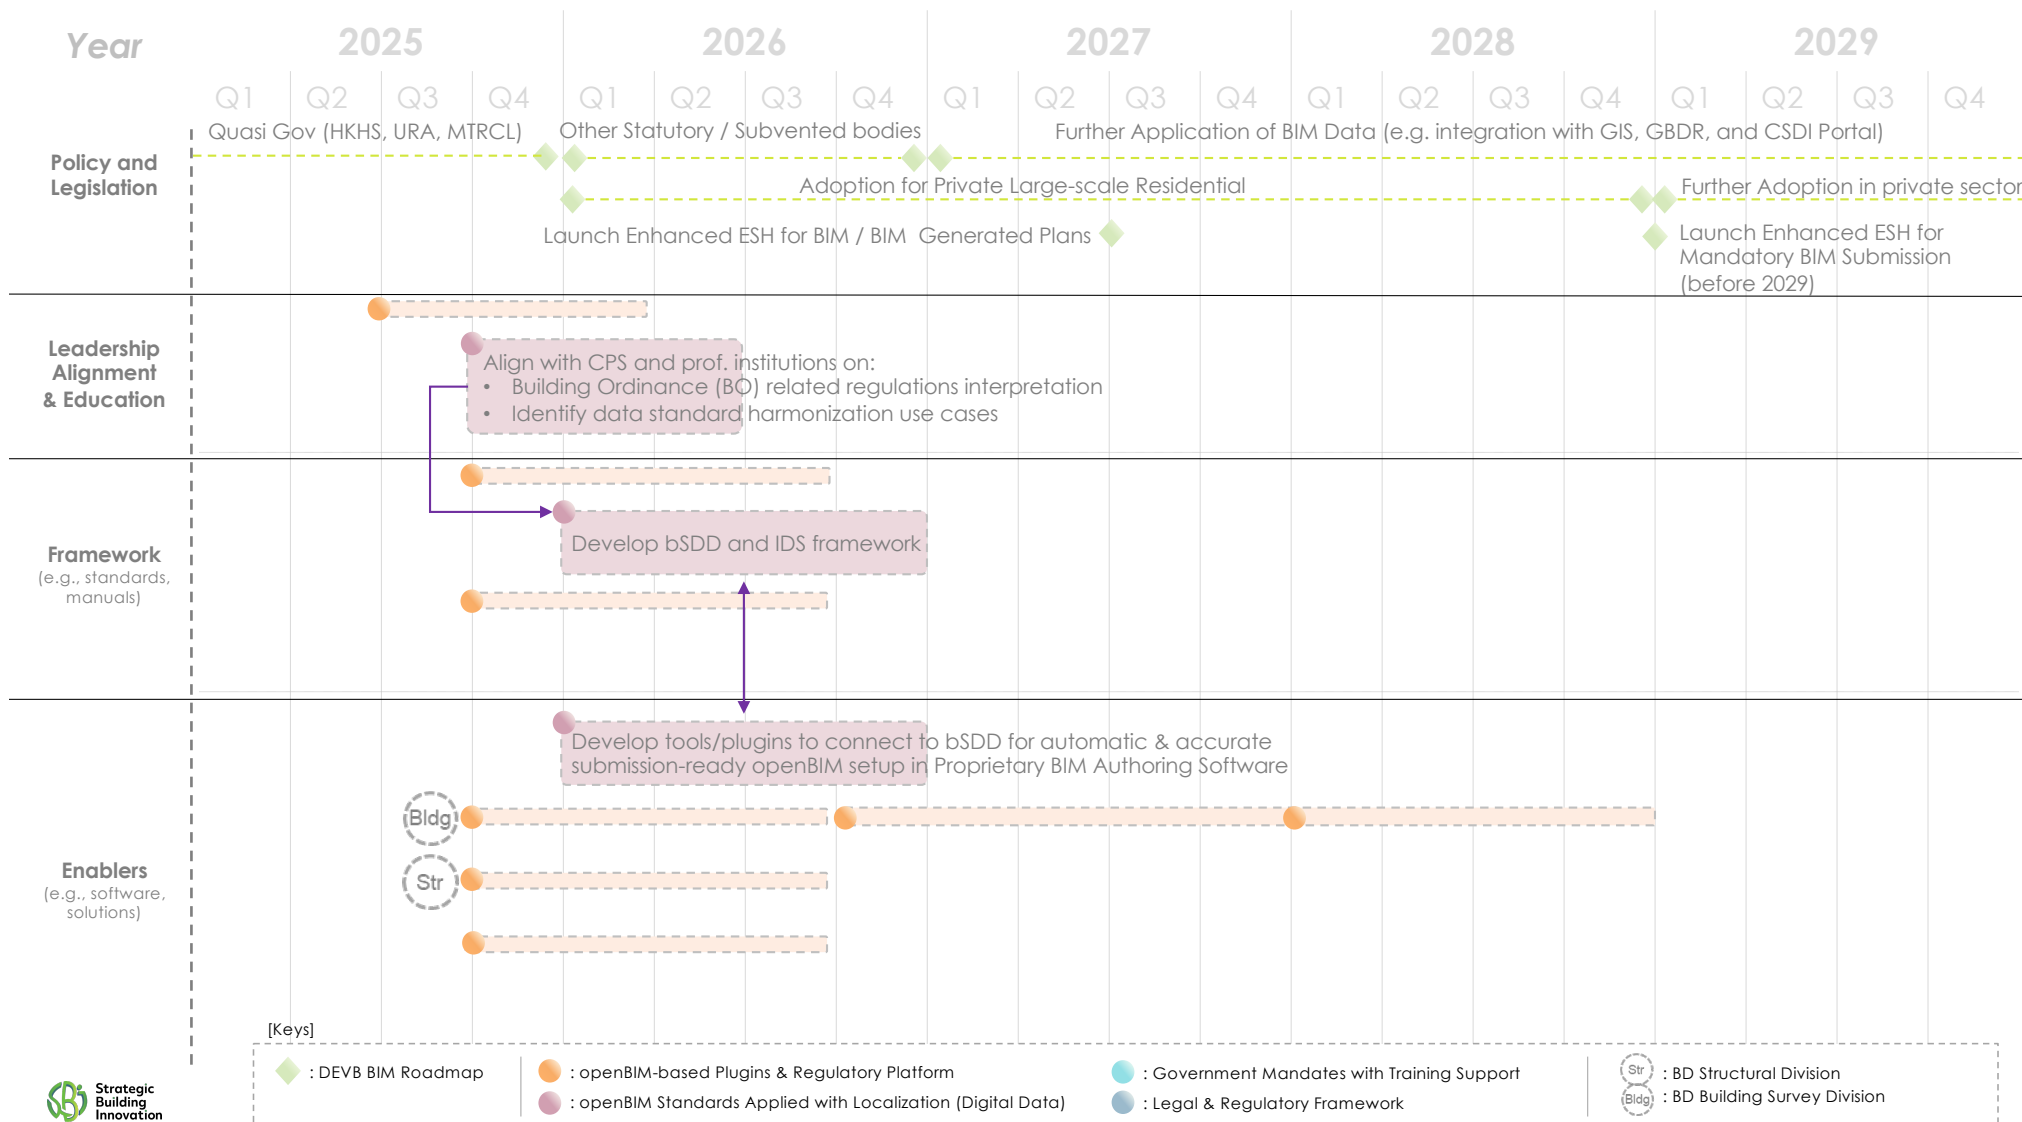 Year
2025
2026
2027
2028
2029
Q1 Q2 Q3 Q4 Q1 Q2 Q3 Q4 Q1 Q2 Q3 Q4 Q1 Q2 Q3 Q4 Q1 Q2 Q3 Q4
Policy and
Legislation
Quasi Gov (HKHS, URA, MTRCL)
Other Statutory / Subvented bodies
Further Application of BIM Data (e.g. integration with GIS, GBDR, and CSDI Portal)
Adoption for Private Large-scale Residential
Further Adoption in private sector
Launch Enhanced ESH for BIM / BIM Generated Plans
Launch Enhanced ESH for
Mandatory BIM Submission
(before 2029)
Leadership
Alignment
& Education
Align with CPS and prof. institutions on:
• Building Ordinance (BO) related regulations interpretation
• Identify data standard harmonization use cases
Framework
(e.g., standards,
manuals)
Develop bSDD and IDS framework
Enablers
(e.g., software,
solutions)
Develop tools/plugins to connect to bSDD for automatic & accurate
submission-ready openBIM setup in Proprietary BIM Authoring Software
Bldg
Str
[Keys]
: DEVB BIM Roadmap
: openBIM-based Plugins & Regulatory Platform
: openBIM Standards Applied with Localization (Digital Data)
: Government Mandates with Training Support
: Legal & Regulatory Framework
Str : BD Structural Division
Bldg : BD Building Survey Division
SBi
Strategic
Building
Innovation